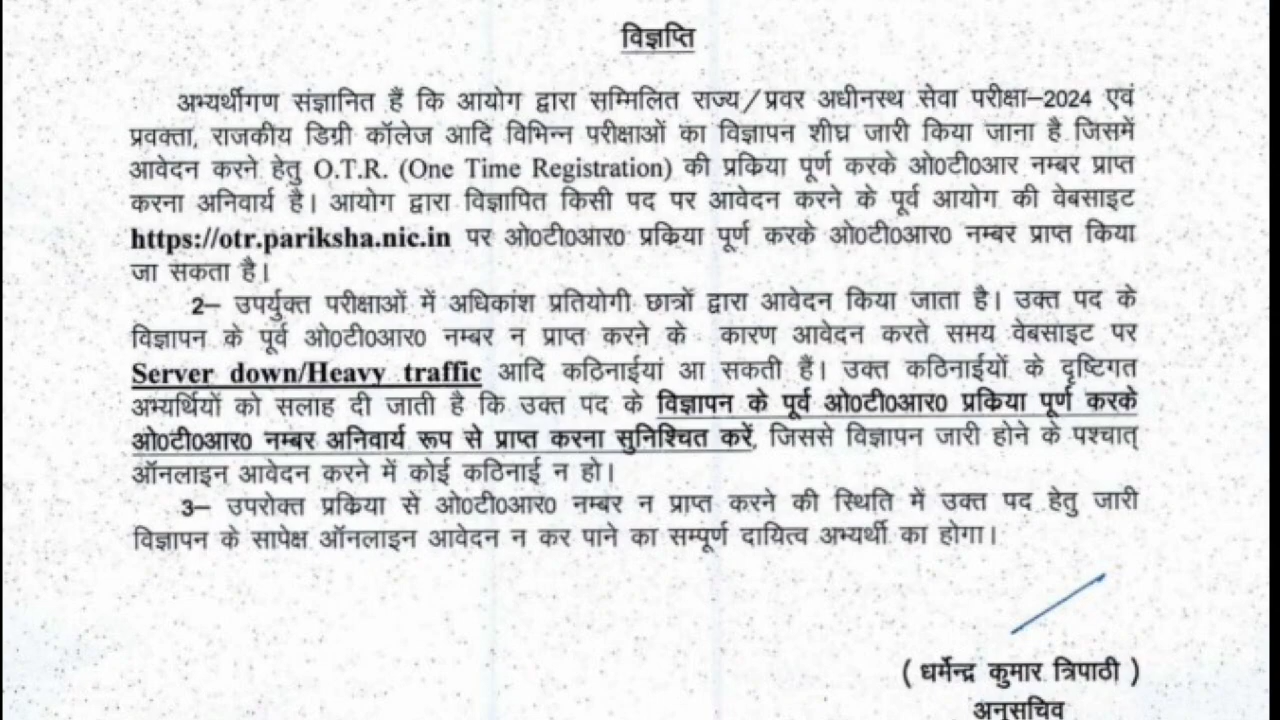 विज्ञप्ति
अभ्यर्थीगण संज्ञानित हैं कि आयोग द्वारा सम्मिलित राज्य/प्रवर अधीनस्थ सेवा परीक्षा–2024 एवं
प्रवक्ता, राजकीय डिग्री कॉलेज आदि विभिन्न परीक्षाओं का विज्ञापन शीघ्र जारी किया जाना है जिसमें
आवेदन करने हेतु O.T.R. (One Time Registration) की प्रकिया पूर्ण करके ओ0टी0आर नम्बर प्राप्त
करना अनिवार्य है। आयोग द्वारा विज्ञापित किसी पद पर आवेदन करने के पूर्व आयोग की वेबसाइट
https://otr.pariksha.nic.in पर ओ0टी0आर0 प्रकिया पूर्ण करके ओ0टी0आर0 नम्बर प्राप्त किया
जा सकता है।
2– उपर्युक्त परीक्षाओं में अधिकांश प्रतियोगी छात्रों द्वारा आवेदन किया जाता है। उक्त पद के
विज्ञापन के पूर्व ओ0टी0आर0 नम्बर न प्राप्त करने के कारण आवेदन करते समय वेबसाइट पर
Server down/Heavy traffic आदि कठिनाईयां आ सकती हैं। उक्त कठिनाईयों के दृष्टिगत
अभ्यर्थियों को सलाह दी जाती है कि उक्त पद के विज्ञापन के पूर्व ओ0टी0आर0 प्रकिया पूर्ण करके
ओ0टी0आर0 नम्बर अनिवार्य रूप से प्राप्त करना सुनिश्चित करें, जिससे विज्ञापन जारी होने के पश्चात्
ऑनलाइन आवेदन करने में कोई कठिनाई न हो।
3– उपरोक्त प्रकिया से ओ0टी0आर0 नम्बर न प्राप्त करने की स्थिति में उक्त पद हेतु जारी
विज्ञापन के सापेक्ष ऑनलाइन आवेदन न कर पाने का सम्पूर्ण दायित्व अभ्यर्थी का होगा।
( धर्मेन्द्र कुमार त्रिपाठी )
अनुसचिव